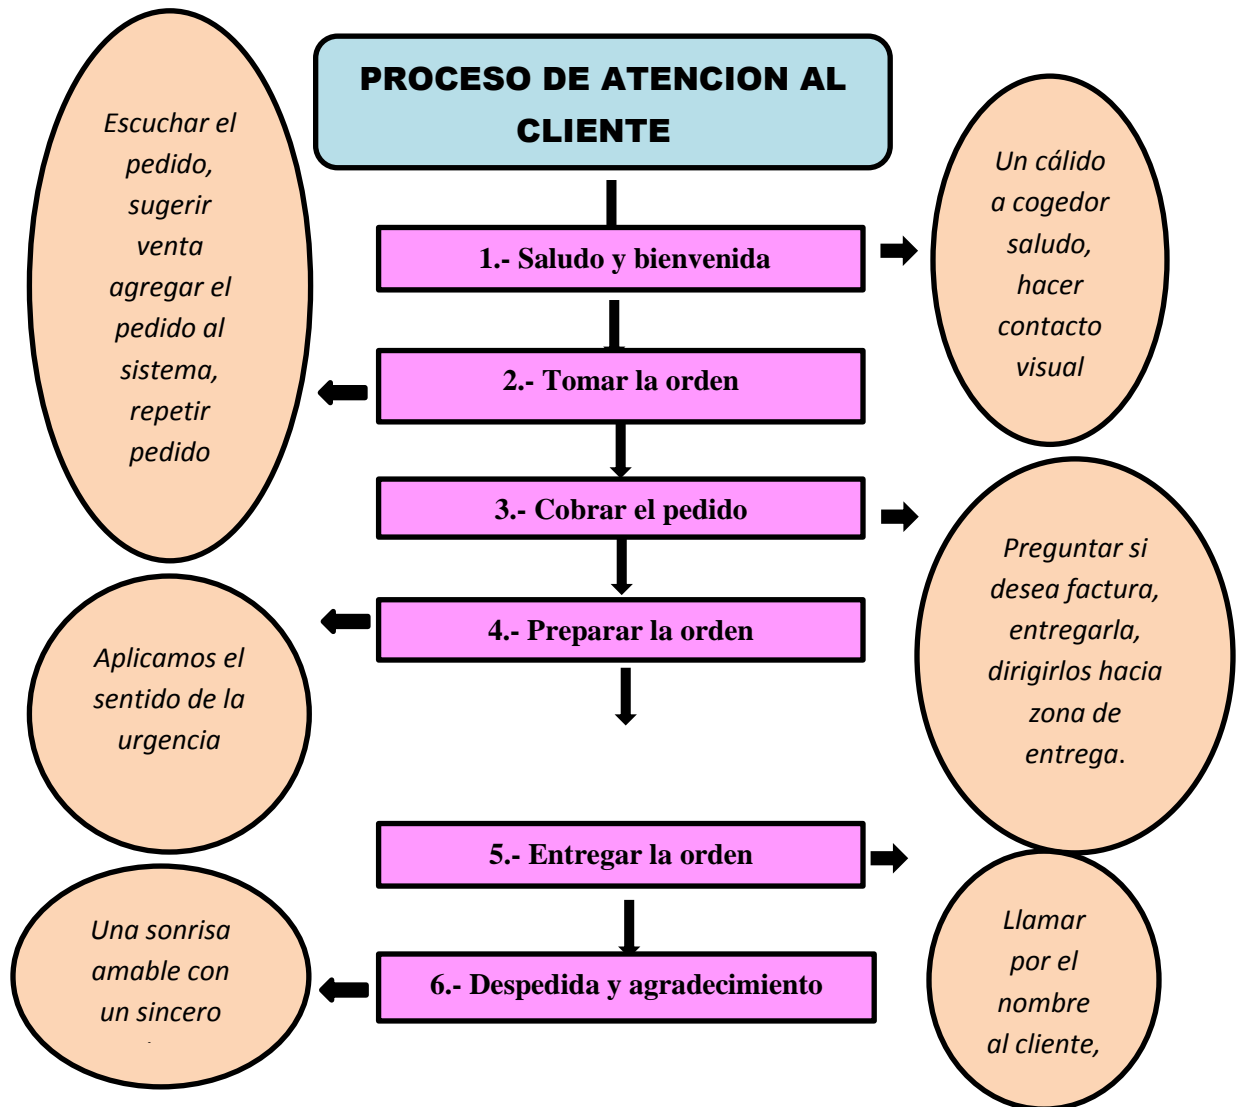 PROCESO DE ATENCION AL
CLIENTE
1.- Saludo y bienvenida
Un cálido
a cogedor
saludo,
hacer
contacto
visual
2.- Tomar la orden
Escuchar el
pedido,
sugerir
venta
agregar el
pedido al
sistema,
repetir
pedido
3.- Cobrar el pedido
Preguntar si
desea factura,
entregarla,
dirigirlos hacia
zona de
entrega.
4.- Preparar la orden
Aplicamos el
sentido de la
urgencia
5.- Entregar la orden
Llamar
por el
nombre
al cliente,
6.- Despedida y agradecimiento
Una sonrisa
amable con
un sincero